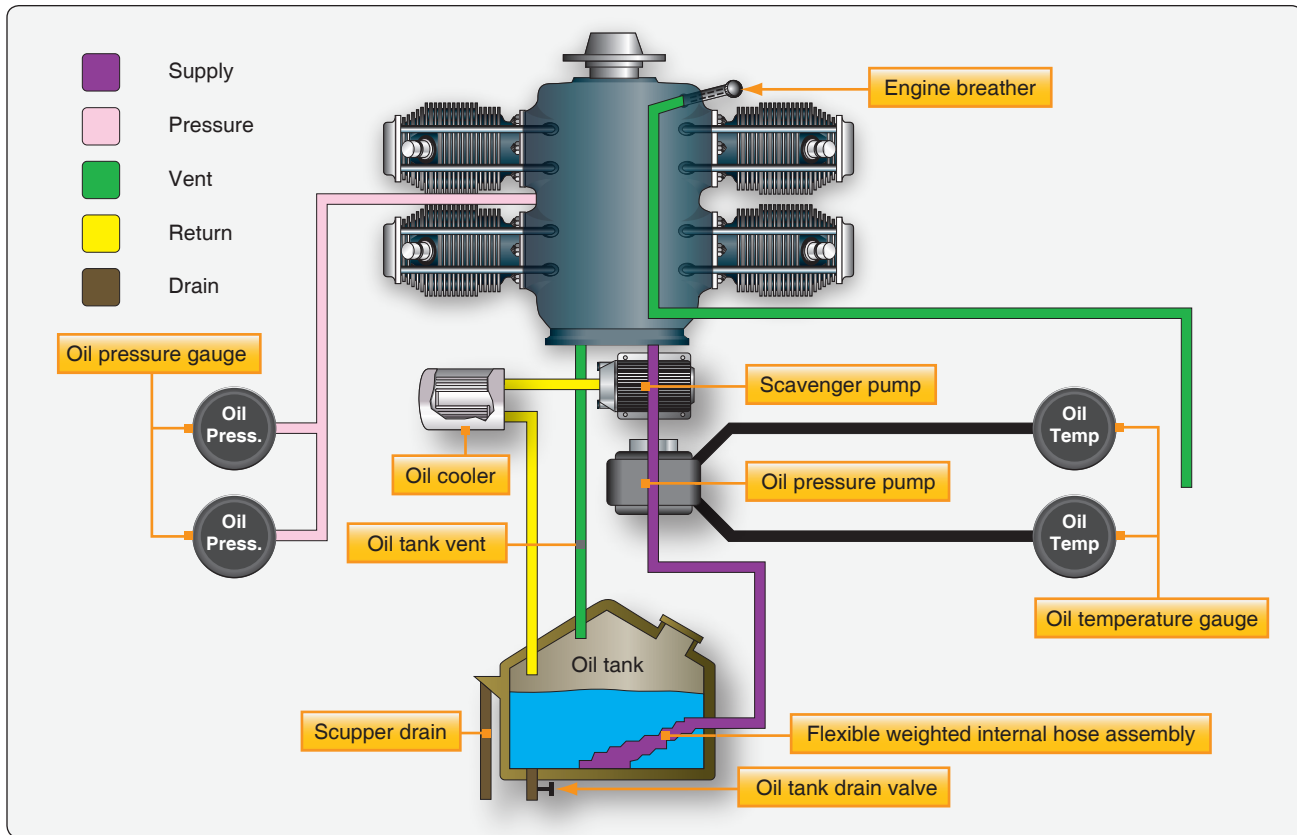 Supply
Pressure
Vent
Return
Drain
Engine breather
Oil pressure gauge
Oil
Press.
Oil
Press.
Oil cooler
Scavenger pump
Oil pressure pump
Oil
Temp
Oil
Temp
Oil tank vent
Oil temperature gauge
Oil tank
Scupper drain
Flexible weighted internal hose assembly
Oil tank drain valve